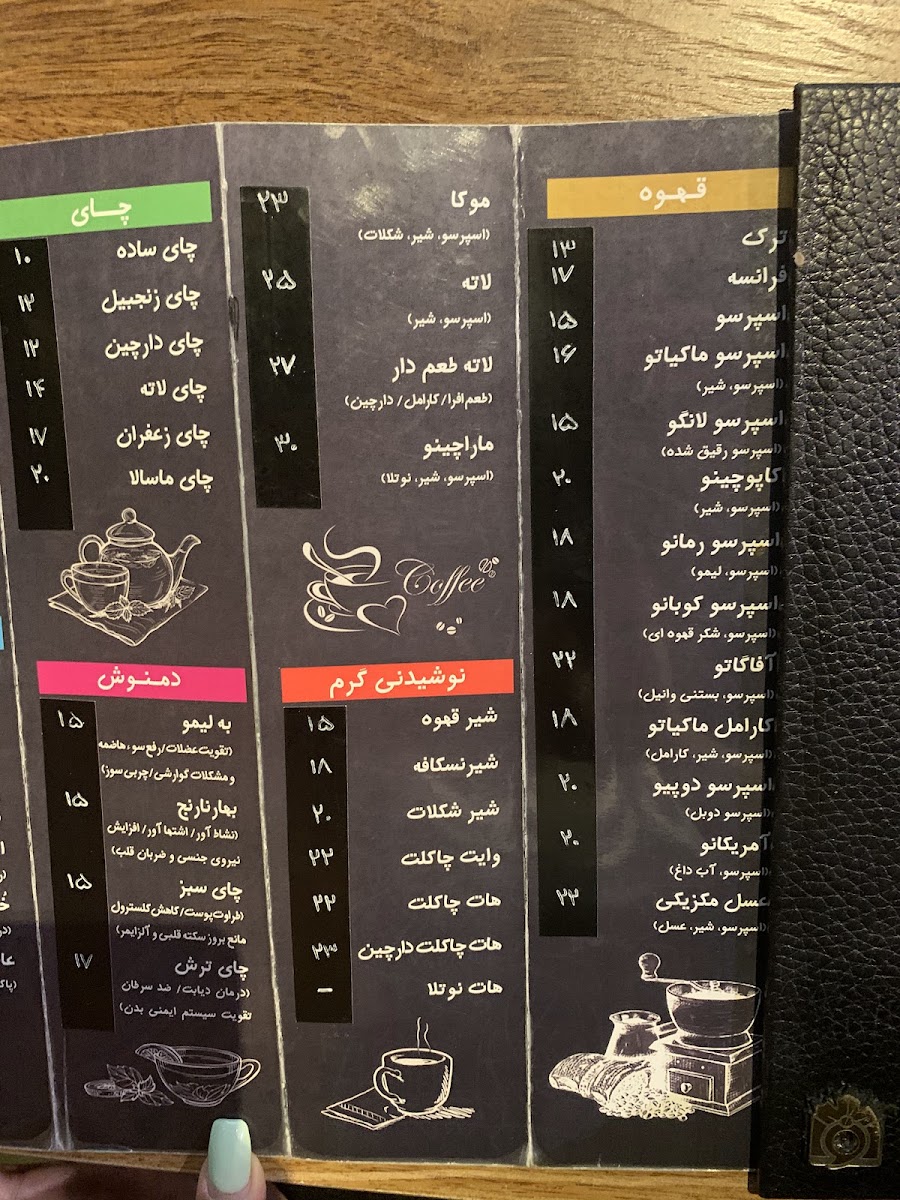 قهوه
ترک ۱۳
فرانسه ۱۷
اسپرسو ۱۵
اسپرسو ماکیاتو ۱۶
(اسپرسو، شیر)
اسپرسو لانگو ۱۵
(اسپرسو رقیق شده)
کاپوچینو ۲۰
(اسپرسو، شیر)
اسپرسو رمانو ۱۸
(اسپرسو، لیمو)
اسپرسو کوبانو ۱۸
(اسپرسو، شکر قهوه ای)
آفاگاتو ۲۲
(اسپرسو، بستنی وانیل)
کارامل ماکیاتو ۱۸
(اسپرسو، شیر، کارامل)
اسپرسو دوپیو ۲۰
(اسپرسو دوبل)
آمریکانو ۲۰
(اسپرسو، آب داغ)
عسل مکزیکی ۲۲
(اسپرسو، شیر، عسل)
موکا ۲۳
(اسپرسو، شیر، شکلات)
لاته ۲۵
(اسپرسو، شیر)
لاته طعم دار ۲۷
(طعم افرا/ کارامل/ دارچین)
ماراچینو ۳۰
(اسپرسو، شیر، نوتلا)
Coffee
نوشیدنی گرم
شیر قهوه ۱۵
شیرنسکافه ۱۸
شیر شکلات ۲۰
وایت چاکلت ۲۲
هات چاکلت ۲۲
هات چاکلت دارچین ۲۳
هات نوتلا –
چای
چای ساده ۱۰
چای زنجبیل ۱۲
چای دارچین ۱۲
چای لاته ۱۴
چای زعفران ۱۷
چای ماسالا ۲۰
دمنوش
به لیمو ۱۵
(تقویت عضلات/رفع سوء هاضمه
و مشکلات گوارشی/چربی سوز)
بهارنارنج ۱۵
(نشاط آور/ اشتها آور/ افزایش
نیروی جنسی و ضربان قلب)
چای سبز ۱۵
(طراوت پوست/ کاهش کلسترول
مانع بروز سکته قلبی و آلزایمر)
چای ترش ۱۷
(درمان دیابت/ ضد سرطان
تقویت سیستم ایمنی بدن)